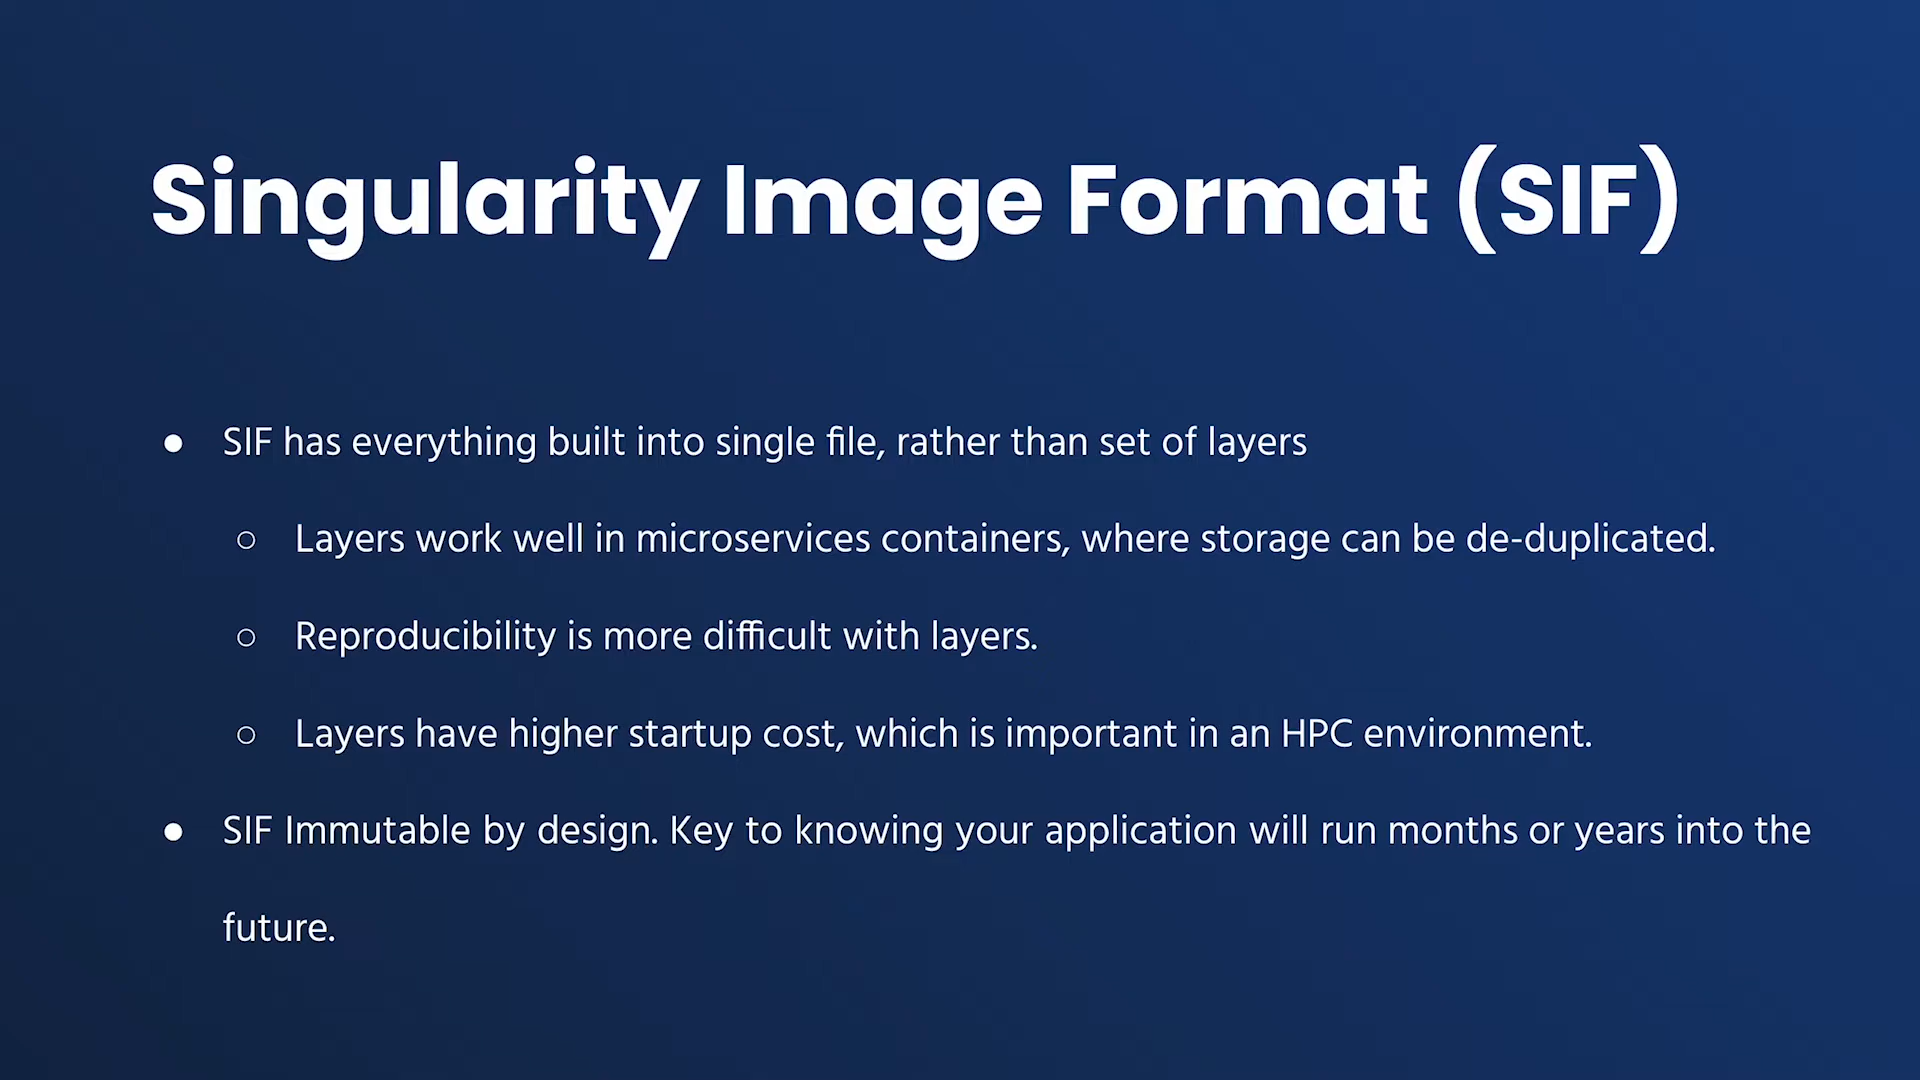 Singularity Image Format (SIF)
● SIF has everything built into single file, rather than set of layers
○ Layers work well in microservices containers, where storage can be de-duplicated.
○ Reproducibility is more difficult with layers.
○ Layers have higher startup cost, which is important in an HPC environment.
● SIF Immutable by design. Key to knowing your application will run months or years into the
future.